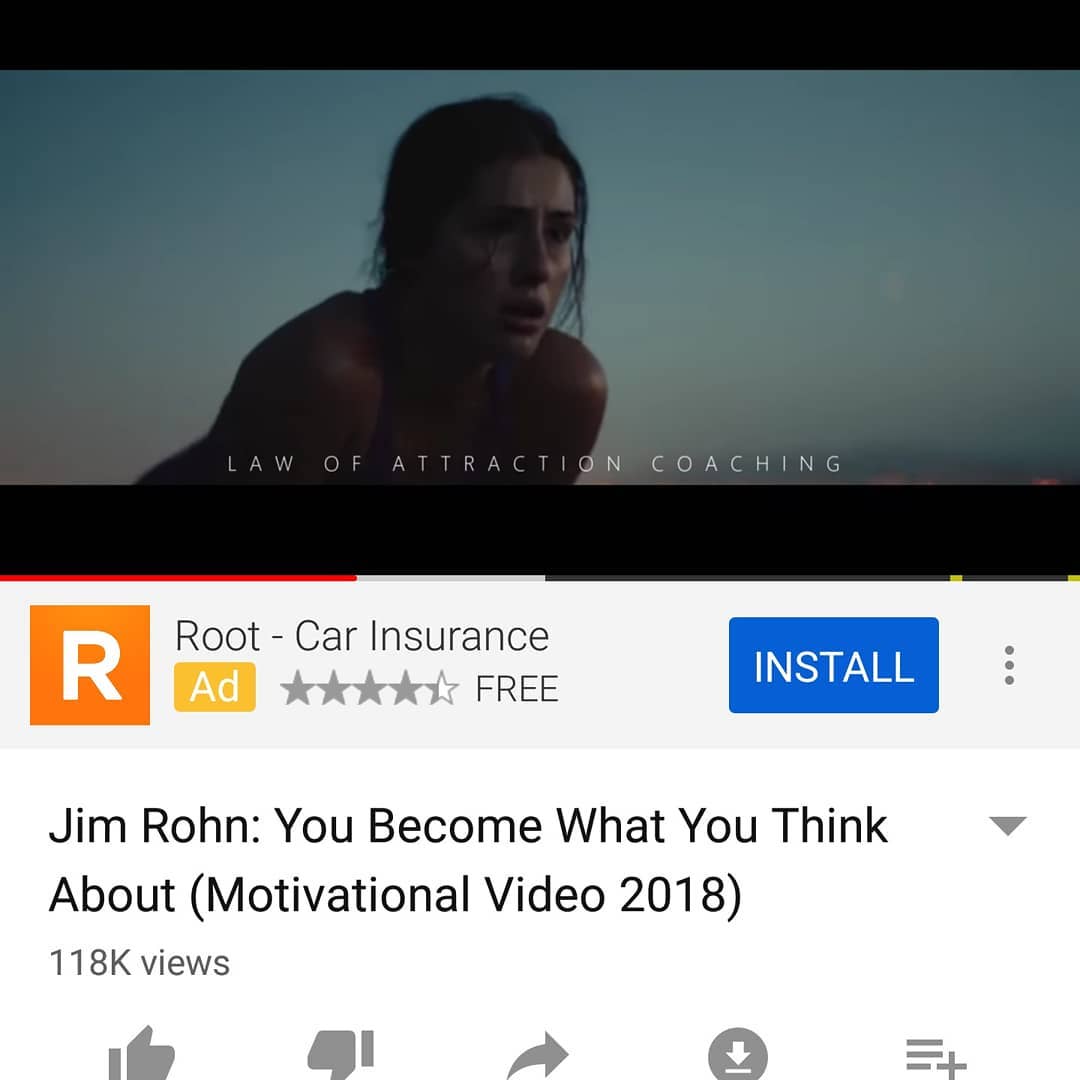 LAW OF ATTRACTION COACHING
R
Root - Car Insurance
Ad FREE
INSTALL
Jim Rohn: You Become What You Think
About (Motivational Video 2018)
118K views